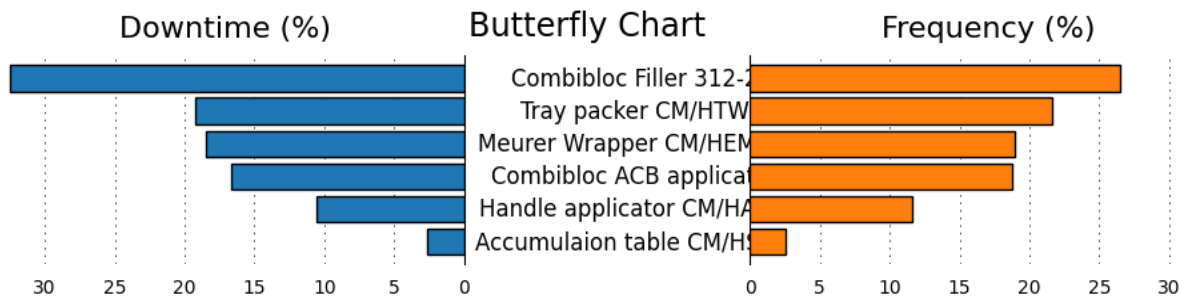 Downtime (%) Butterfly Chart Frequency (%)
Combibloc Filler 312-2
Tray packer CM/HTW
Meurer Wrapper CM/HEM
Combibloc ACB applicat
Handle applicator CM/HA
Accumulaion table CM/HS
30 25 20 15 10 5 0 0 5 10 15 20 25 30